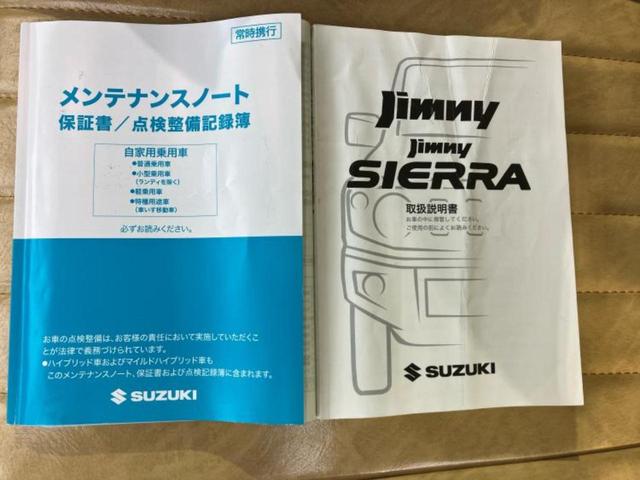 常時携行
メンテナンスノート
保証書／点検整備記録簿
自家用乗用車
●普通乗用車
●小型乗用車
(ランディを除く)
●軽乗用車
●特種用途車
(車いす移動車)
必ずお読みください。
お車の点検整備は、お客様の責任において実施していただくこ
とが法律で義務づけられています。
●ハイブリッド車およびマイルドハイブリッド車も
このメンテナンスノート、保証書および点検記録簿に含まれます。
SUZUKI
Jimny
Jimny
SIERRA
取扱説明書
お車の中に保管してください。
ご使用の前によくお読みください。
SUZUKI